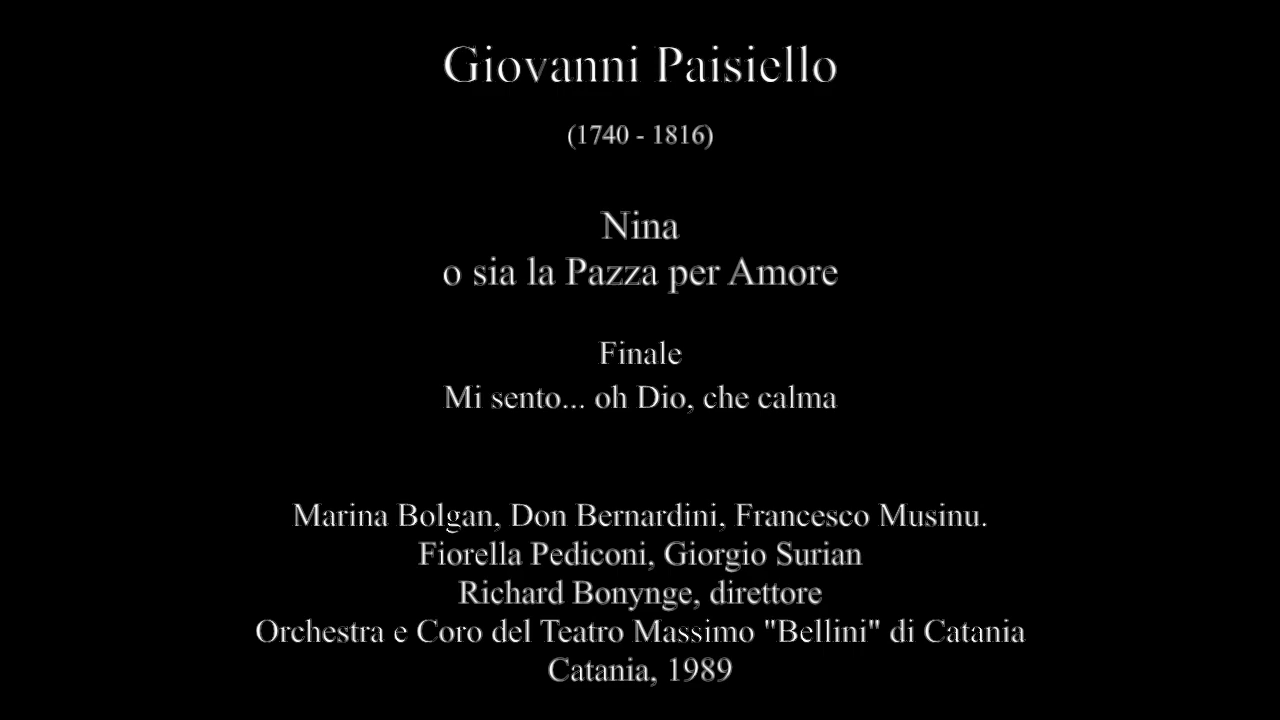 Giovanni Paisiello
(1740 - 1816)
Nina
o sia la Pazza per Amore
Finale
Mi sento... oh Dio, che calma
Marina Bolgan, Don Bernardini, Francesco Musinu.
Fiorella Pediconi, Giorgio Surian
Richard Bonynge, direttore
Orchestra e Coro del Teatro Massimo "Bellini" di Catania
Catania, 1989